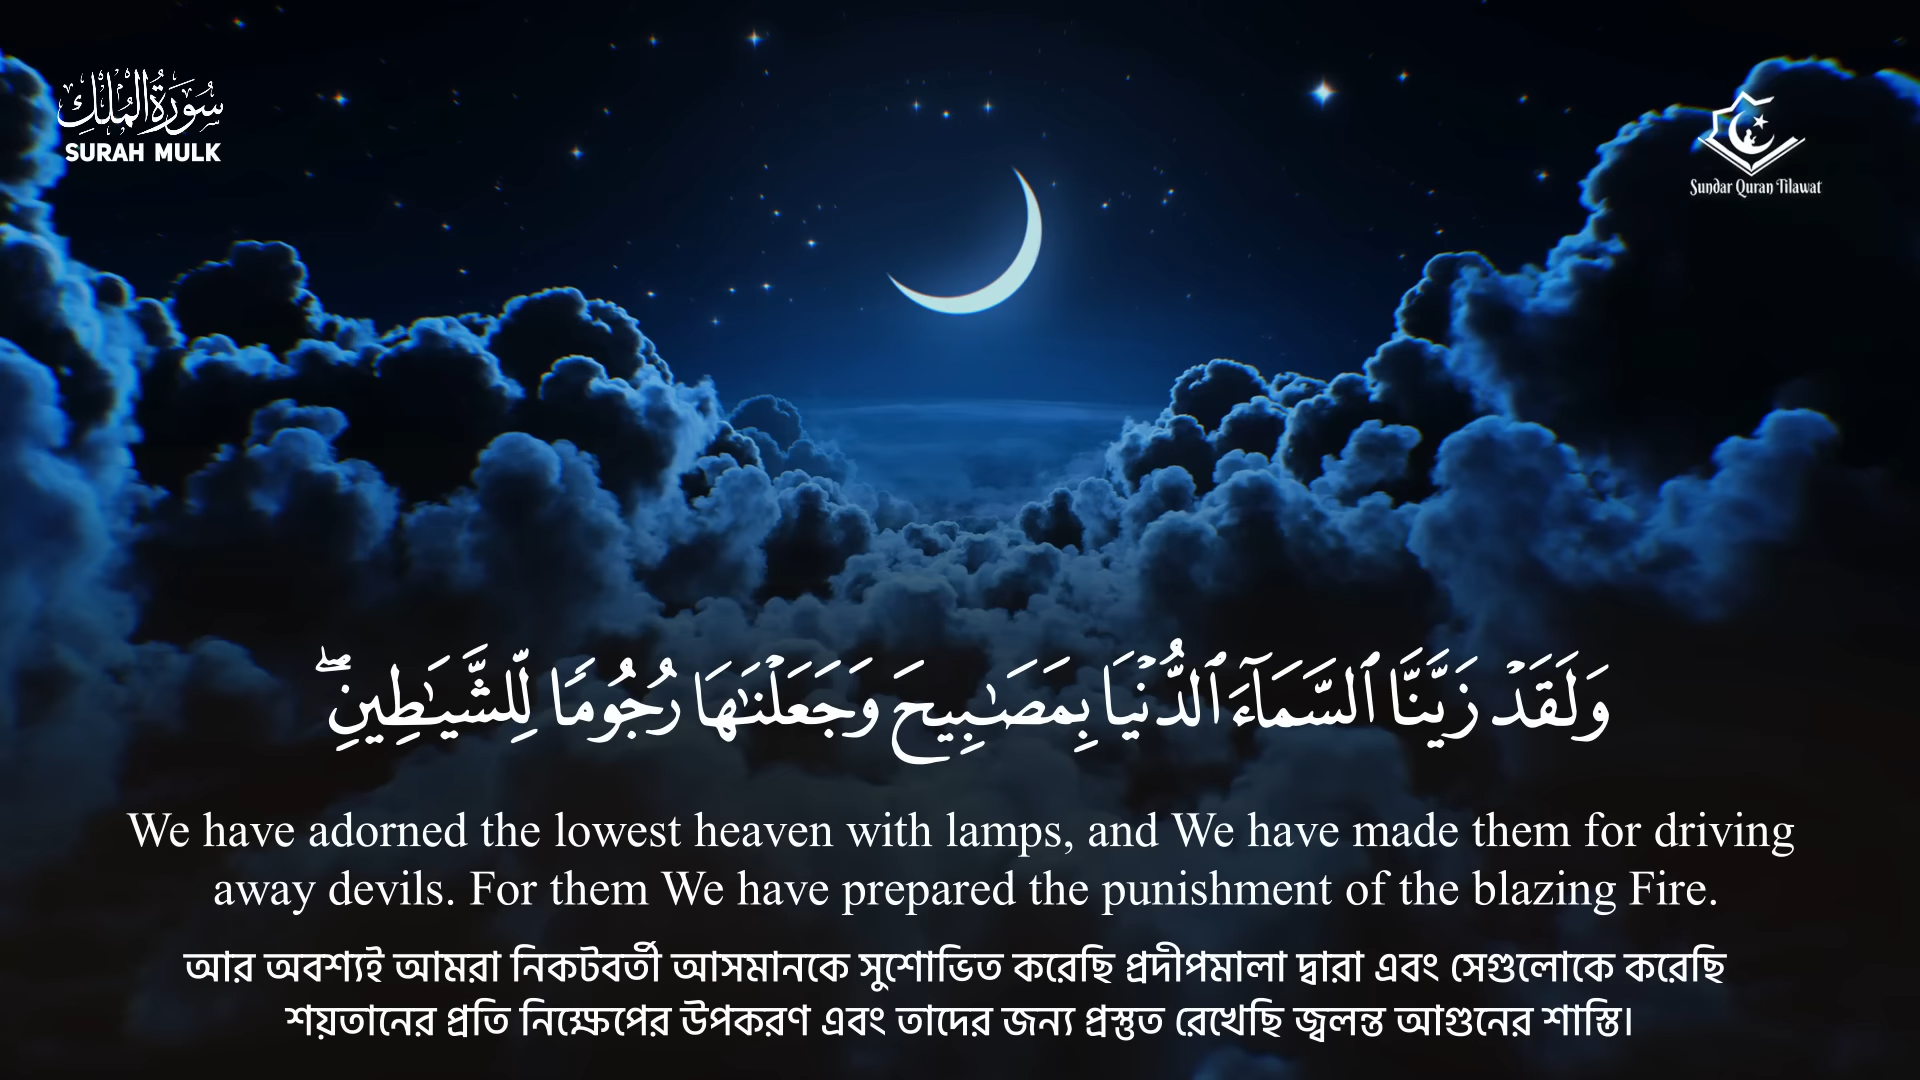 سُورَةُ الْمُلْكِ
SURAH MULK
Sundar Quran Tilawat
وَلَقَدْ زَيَّنَّا ٱلسَّمَآءَ ٱلدُّنْيَا بِمَصَـٰبِيحَ وَجَعَلْنَـٰهَا رُجُومًا لِّلشَّيَـٰطِينِ ۖ
We have adorned the lowest heaven with lamps, and We have made them for driving
away devils. For them We have prepared the punishment of the blazing Fire.
আর অবশ্যই আমরা নিকটবর্তী আসমানকে সুশোভিত করেছি প্রদীপমালা দ্বারা এবং সেগুলোকে করেছি
শয়তানের প্রতি নিক্ষেপের উপকরণ এবং তাদের জন্য প্রস্তুত রেখেছি জ্বলন্ত আগুনের শাস্তি।